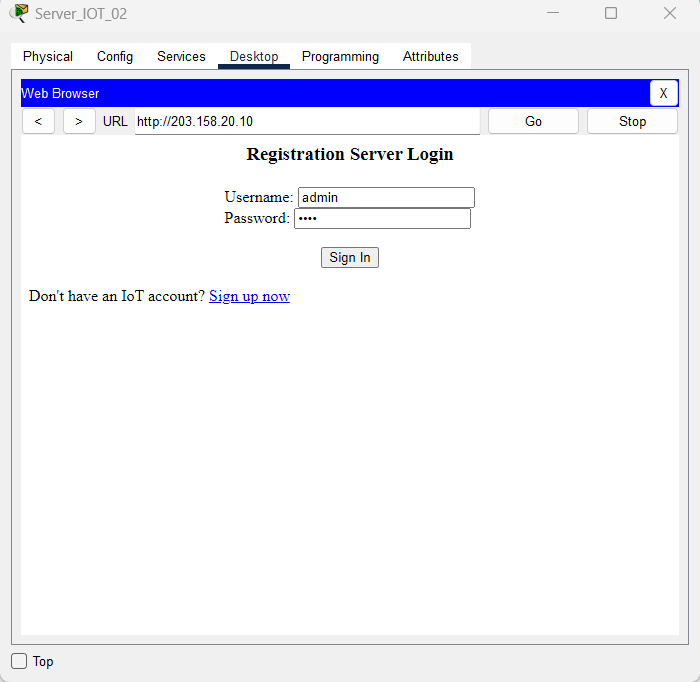 Server_IOT_02
Physical Config Services Desktop Programming Attributes
Web Browser X
< > URL http://203.158.20.10 Go Stop
Registration Server Login
Username: admin
Password: ••••
Sign In
Don't have an IoT account? Sign up now
Top